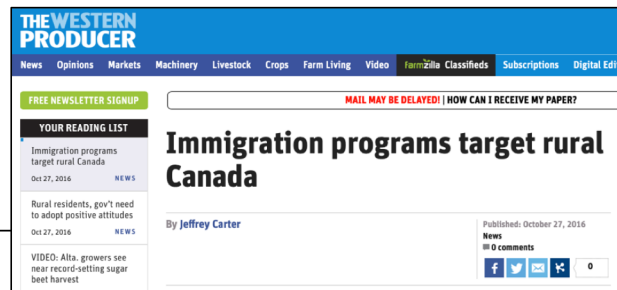 THE WESTERN
PRODUCER
News Opinions Markets Machinery Livestock Crops Farm Living Video Farmzilla Classifieds Subscriptions Digital Edi
FREE NEWSLETTER SIGNUP
MAIL MAY BE DELAYED! | HOW CAN I RECEIVE MY PAPER?
YOUR READING LIST
Immigration programs
target rural Canada
Oct 27, 2016 NEWS
Rural residents, gov't need
to adopt positive attitudes
Oct 27, 2016 NEWS
VIDEO: Alta. growers see
near record-setting sugar
beet harvest
Immigration programs target rural
Canada
By Jeffrey Carter
Published: October 27, 2016
News
0 comments
0